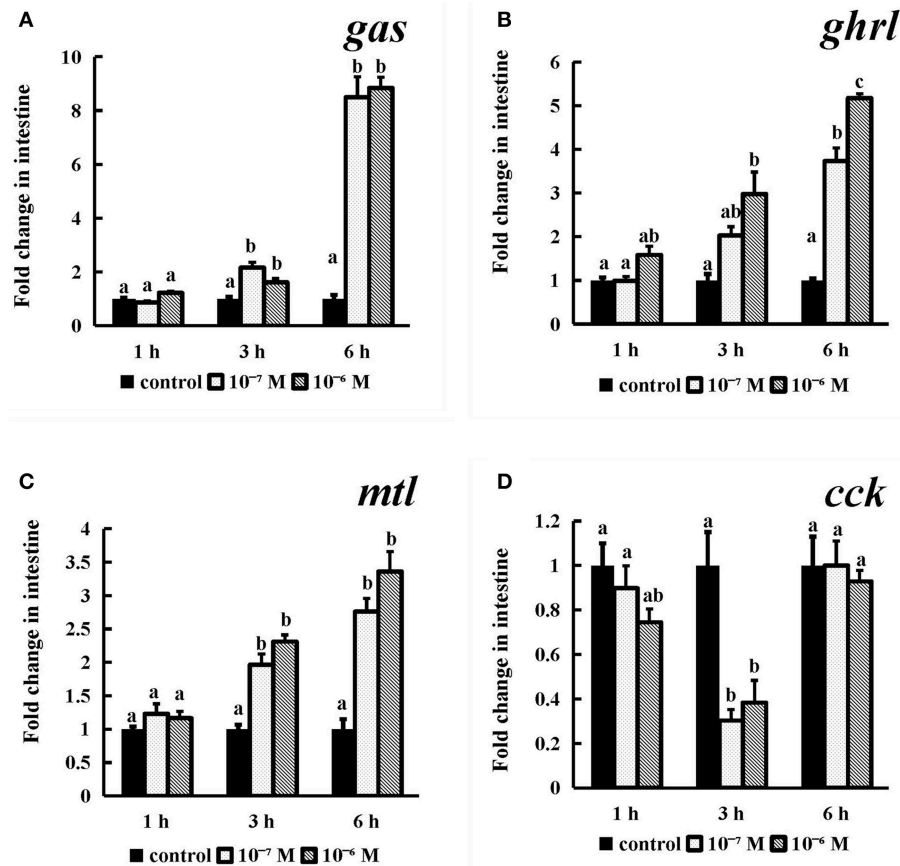 A
gas
Fold change in intestine
10
8
6
4
2
0
a
a
a
a
b
b
a
b
b
1 h
3 h
6 h
control 10⁻⁷ M 10⁻⁶ M
B
ghrl
Fold change in intestine
6
5
4
3
2
1
0
a
a
ab
a
ab
b
a
b
c
1 h
3 h
6 h
control 10⁻⁷ M 10⁻⁶ M
C
mtl
Fold change in intestine
4
3.5
3
2.5
2
1.5
1
0.5
0
a
a
a
a
b
b
a
b
b
1 h
3 h
6 h
control 10⁻⁷ M 10⁻⁶ M
D
cck
Fold change in intestine
1.2
1
0.8
0.6
0.4
0.2
0
a
a
ab
a
b
b
a
a
a
1 h
3 h
6 h
control 10⁻⁷ M 10⁻⁶ M